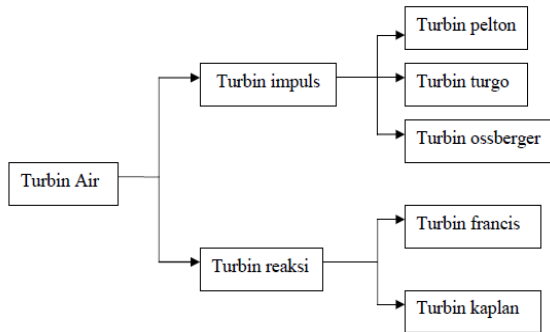 Turbin Air
Turbin impuls
Turbin pelton
Turbin turgo
Turbin ossberger
Turbin reaksi
Turbin francis
Turbin kaplan